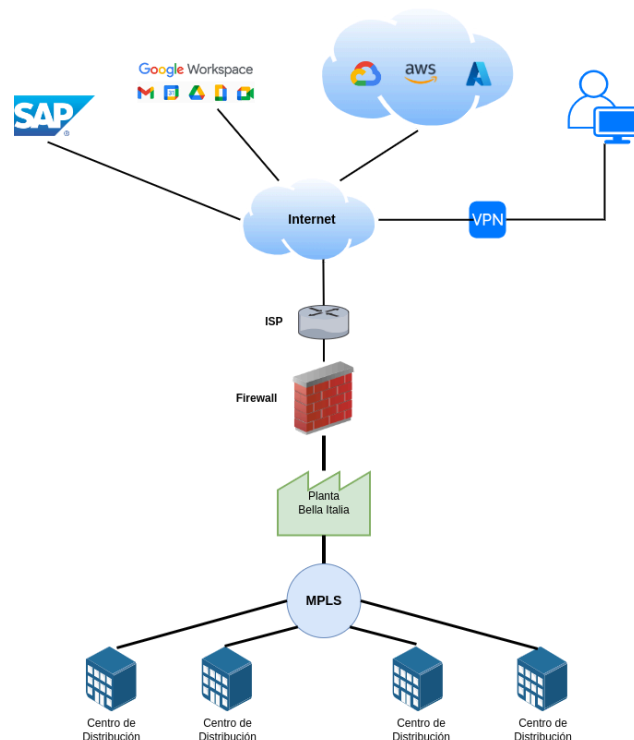 Google Workspace
aws
SAP
®
31
Internet
VPN
ISP
Firewall
Planta
Bella Italia
MPLS
Centro de
Distribución
Centro de
Distribución
Centro de
Distribución
Centro de
Distribución